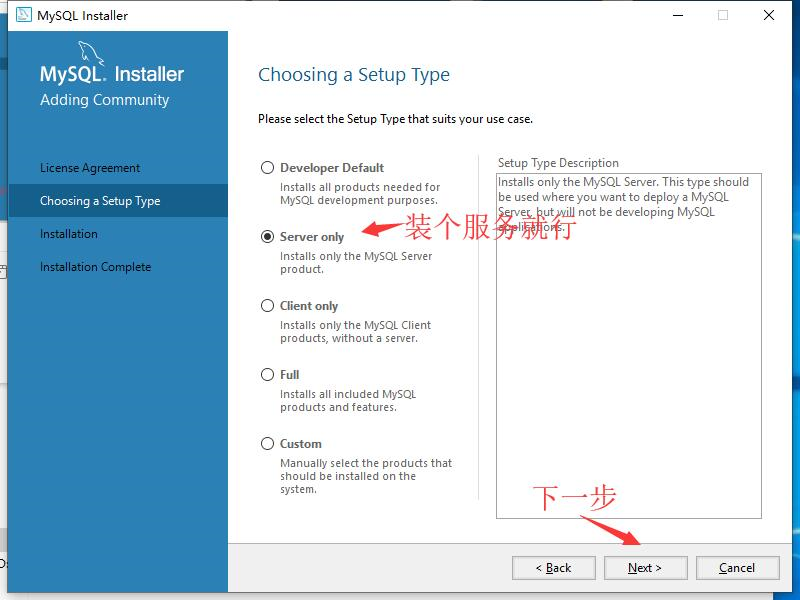 MySQL Installer
MySQL. Installer
Adding Community
License Agreement
Choosing a Setup Type
Installation
Installation Complete
Choosing a Setup Type
Please select the Setup Type that suits your use case.
Developer Default
Installs all products needed for
MySQL development purposes.
Server only
Installs only the MySQL Server
product.
Client only
Installs only the MySQL Client
products, without a server.
Full
Installs all included MySQL
products and features.
Custom
Manually select the products that
should be installed on the
system.
Setup Type Description
Installs only the MySQL Server. This type should
be used where you want to deploy a MySQL
Server, but will not be developing MySQL
applications.
装个服务就行
下一步
< Back
Next >
Cancel